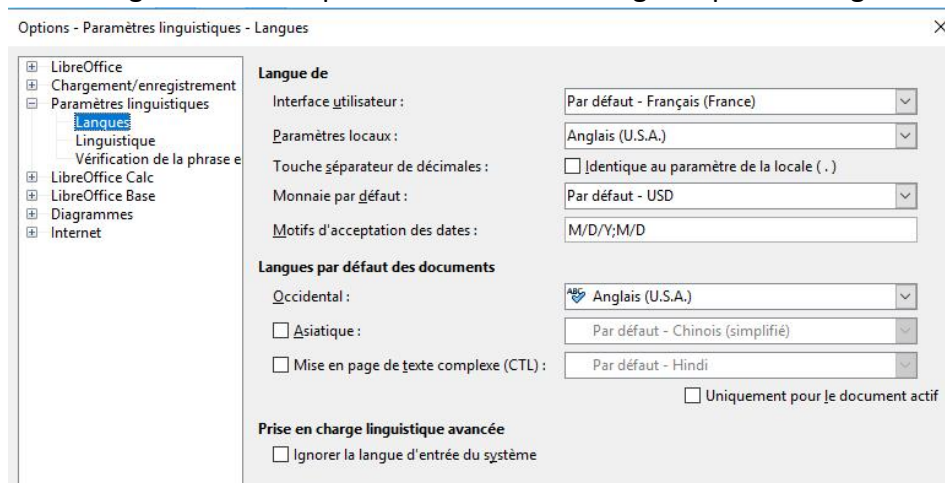 Options - Paramètres linguistiques - Langues
LibreOffice
Chargement/enregistrement
Paramètres linguistiques
Langues
Linguistique
Vérification de la phrase e
LibreOffice Calc
LibreOffice Base
Diagrammes
Internet
Langue de
Interface utilisateur : Par défaut - Français (France)
Paramètres locaux : Anglais (U.S.A.)
Touche séparateur de décimales : Identique au paramètre de la locale ( . )
Monnaie par défaut : Par défaut - USD
Motifs d'acceptation des dates : M/D/Y;M/D
Langues par défaut des documents
Occidental : ABC Anglais (U.S.A.)
Asiatique : Par défaut - Chinois (simplifié)
Mise en page de texte complexe (CTL) : Par défaut - Hindi
Uniquement pour le document actif
Prise en charge linguistique avancée
Ignorer la langue d'entrée du système